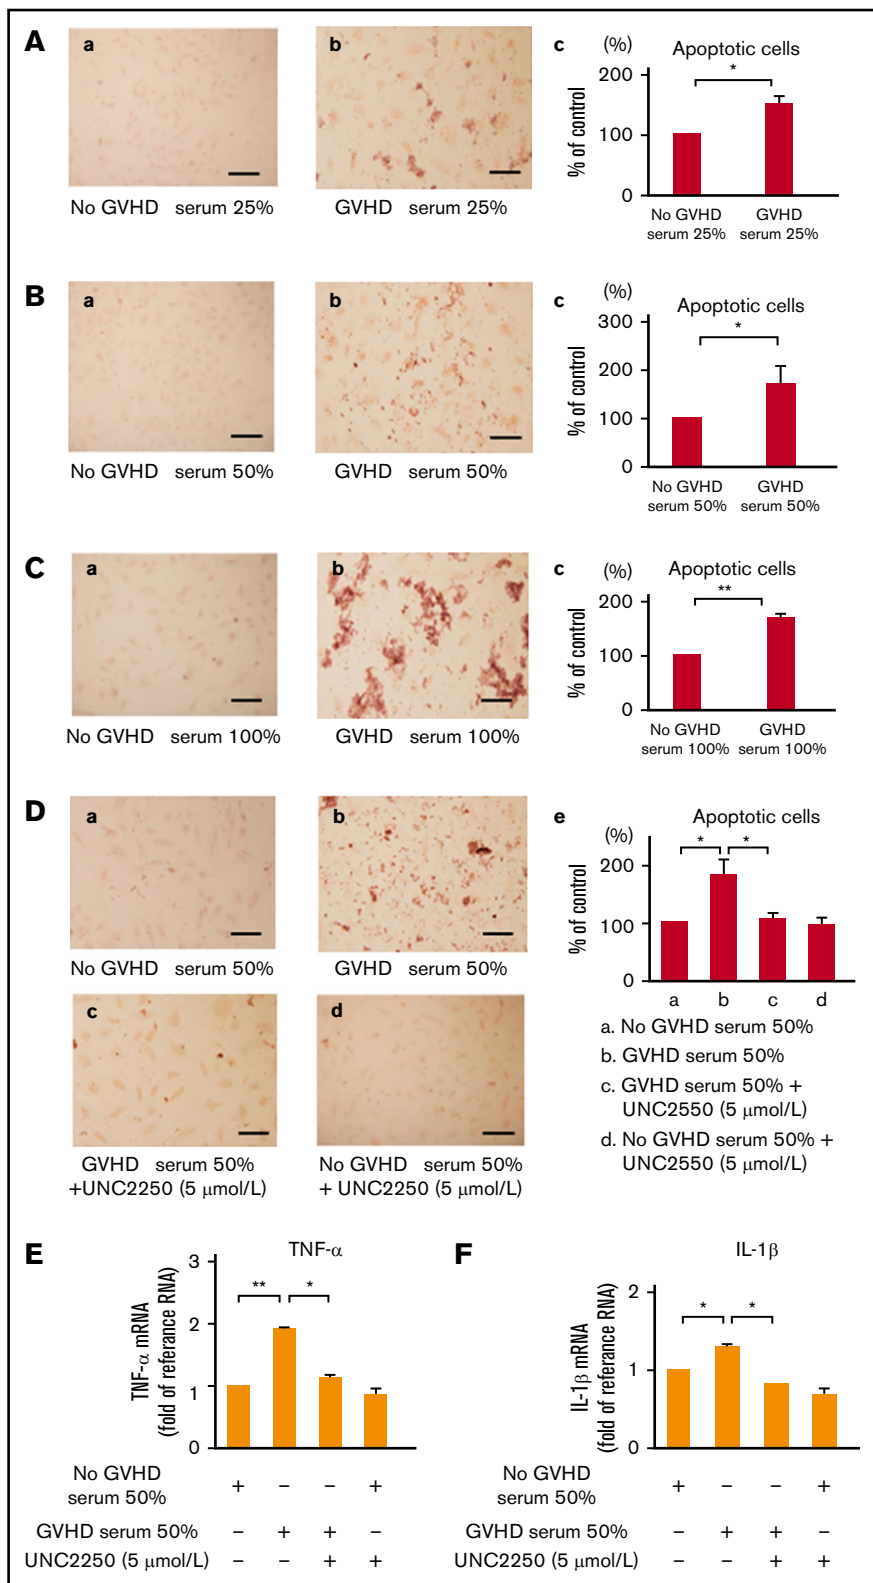 A
a
b
c
(%)
Apoptotic cells
% of control
200
100
0
*
No GVHD serum 25%
GVHD serum 25%
No GVHD
serum 25%
GVHD
serum 25%
B
a
b
c
(%)
Apoptotic cells
% of control
300
200
100
0
*
No GVHD serum 50%
GVHD serum 50%
No GVHD
serum 50%
GVHD
serum 50%
C
a
b
c
(%)
Apoptotic cells
% of control
200
100
0
**
No GVHD serum 100%
GVHD serum 100%
No GVHD
serum 100%
GVHD
serum 100%
D
a
b
No GVHD serum 50%
GVHD serum 50%
c
d
GVHD serum 50%
+UNC2250 (5 μmol/L)
No GVHD serum 50%
+ UNC2250 (5 μmol/L)
e
(%)
Apoptotic cells
% of control
200
100
0
* *
a b c d
a. No GVHD serum 50%
b. GVHD serum 50%
c. GVHD serum 50% +
UNC2550 (5 μmol/L)
d. No GVHD serum 50% +
UNC2550 (5 μmol/L)
E
TNF-α
TNF-α mRNA
(fold of referance RNA)
3
2
1
0
** *
No GVHD
serum 50%
+ − − +
GVHD serum 50%
− + + −
UNC2250 (5 μmol/L)
− − + +
F
IL-1β
IL-1β mRNA
(fold of referance RNA)
2
1
0
* *
No GVHD
serum 50%
+ − − +
GVHD serum 50%
− + + −
UNC2250 (5 μmol/L)
− − + +